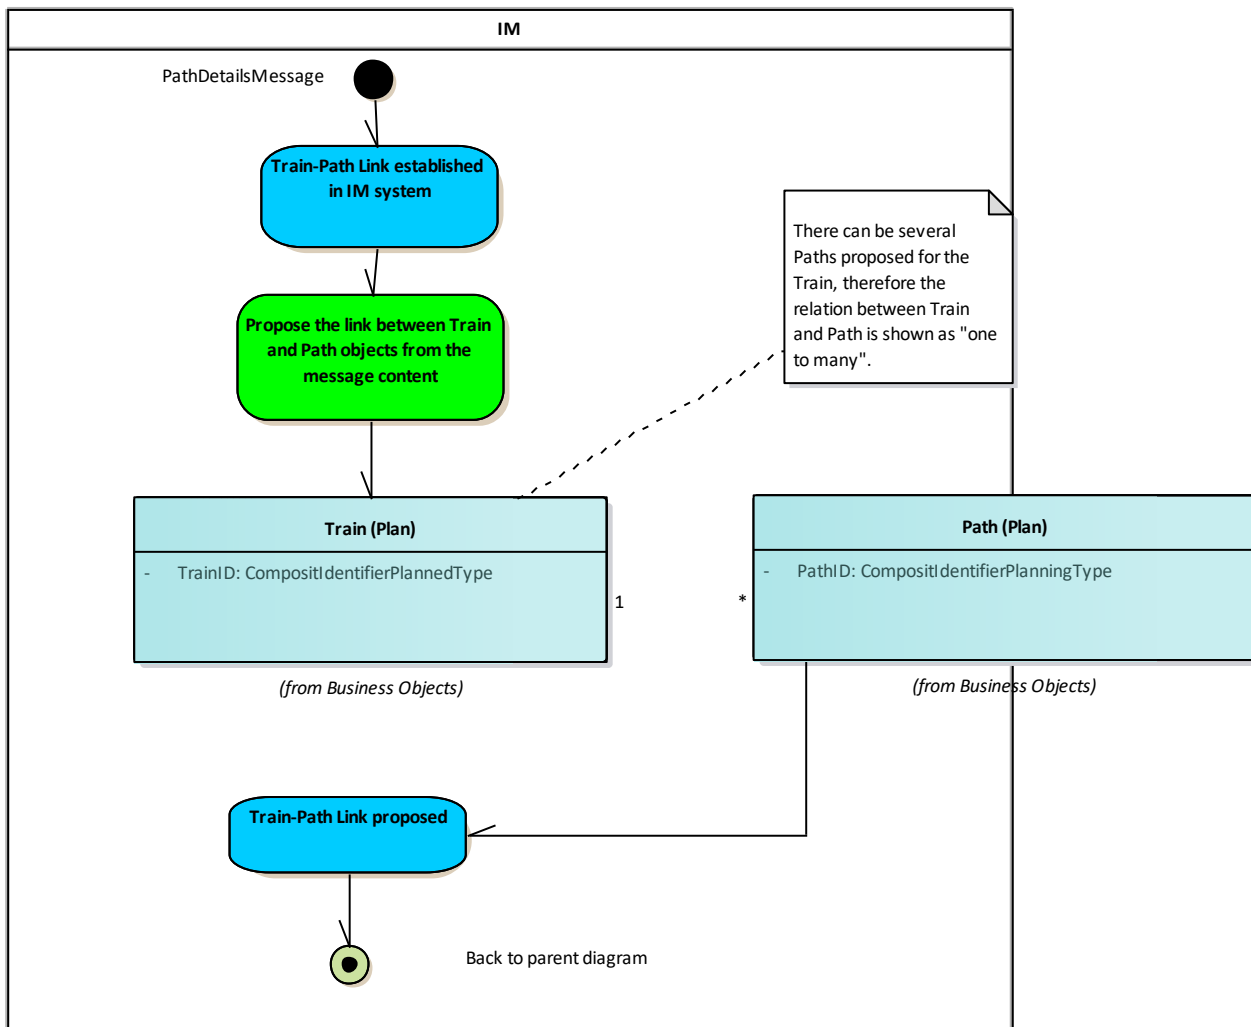 IM
PathDetailsMessage
Train-Path Link established
in IM system
There can be several
Paths proposed for the
Train, therefore the
relation between Train
and Path is shown as "one
to many".
Propose the link between Train
and Path objects from the
message content
Train (Plan)
- TrainID: CompositIdentifierPlannedType
1
*
Path (Plan)
- PathID: CompositIdentifierPlanningType
(from Business Objects)
(from Business Objects)
Train-Path Link proposed
Back to parent diagram